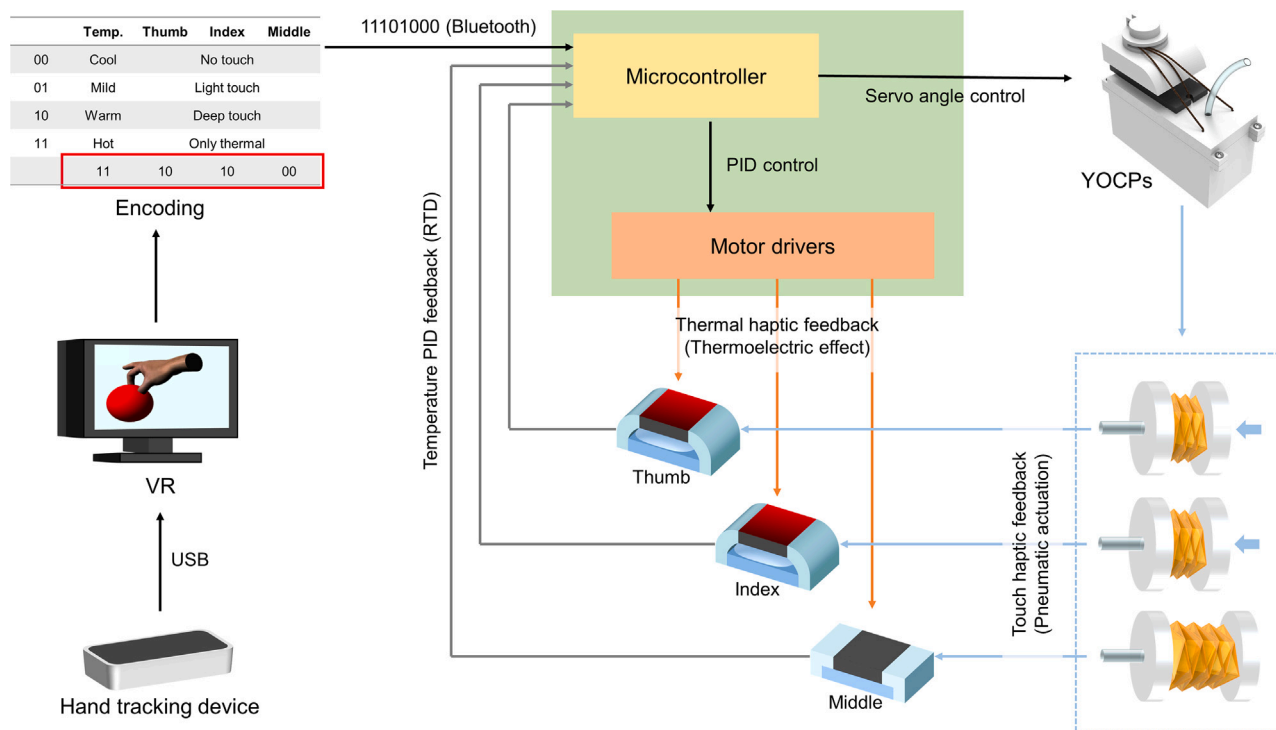 Temp. Thumb Index Middle
00 Cool No touch
01 Mild Light touch
10 Warm Deep touch
11 Hot Only thermal
11 10 10 00
Encoding
11101000 (Bluetooth)
Microcontroller
Servo angle control
YOCPs
PID control
Motor drivers
Temperature PID feedback (RTD)
Thermal haptic feedback
(Thermoelectric effect)
VR
USB
Hand tracking device
Thumb
Index
Middle
Touch haptic feedback
(Pneumatic actuation)